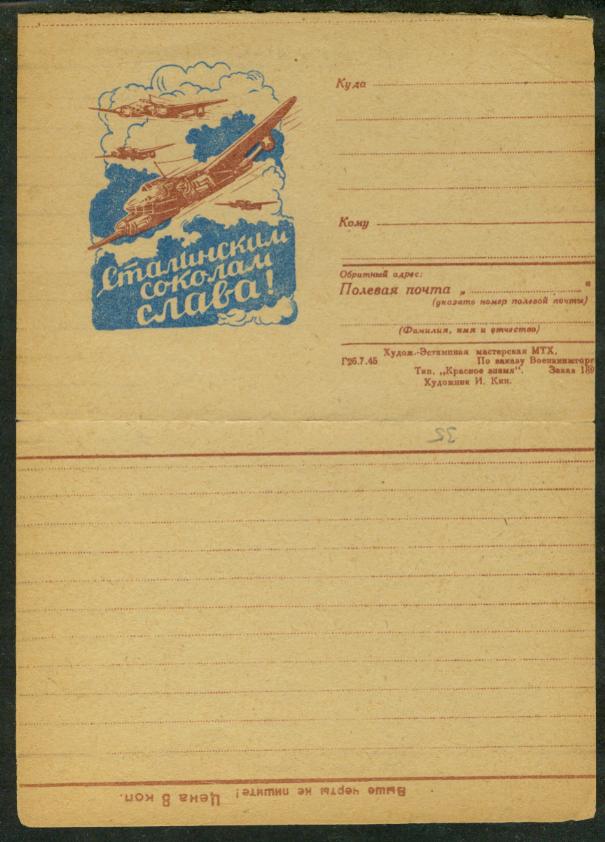 Сталинским
соколам
слава!
Куда
Кому
Обратный адрес:
Полевая почта „ "
(указать номер полевой почты)
(Фамилия, имя и отчество)
Худож.-Эстампная мастерская МТХ,
Г26.7.45 По заказу Военкнижторг
Тип. „Красное знамя". Заказ 180
Художник И. Кин.
32
Выше черты не пишите! Цена 8 коп.